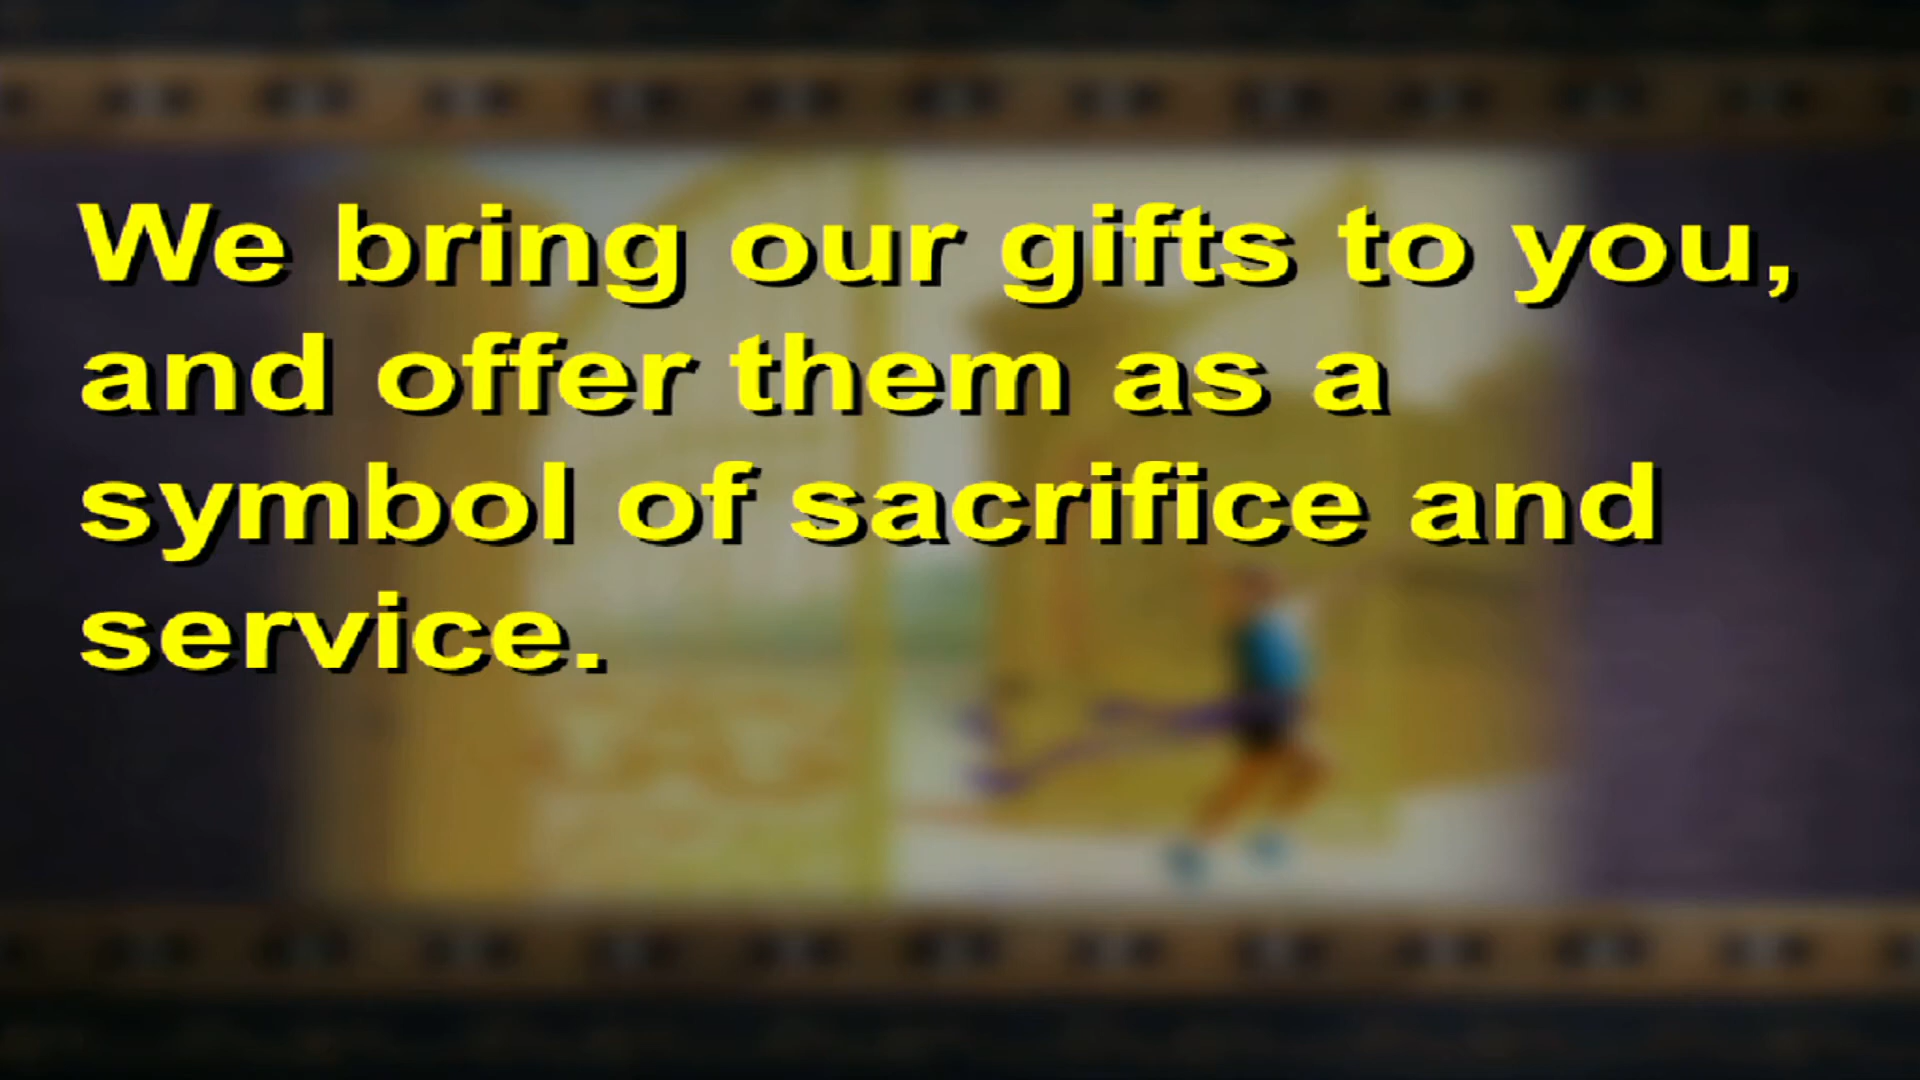 We bring our gifts to you,
and offer them as a
symbol of sacrifice and
service.